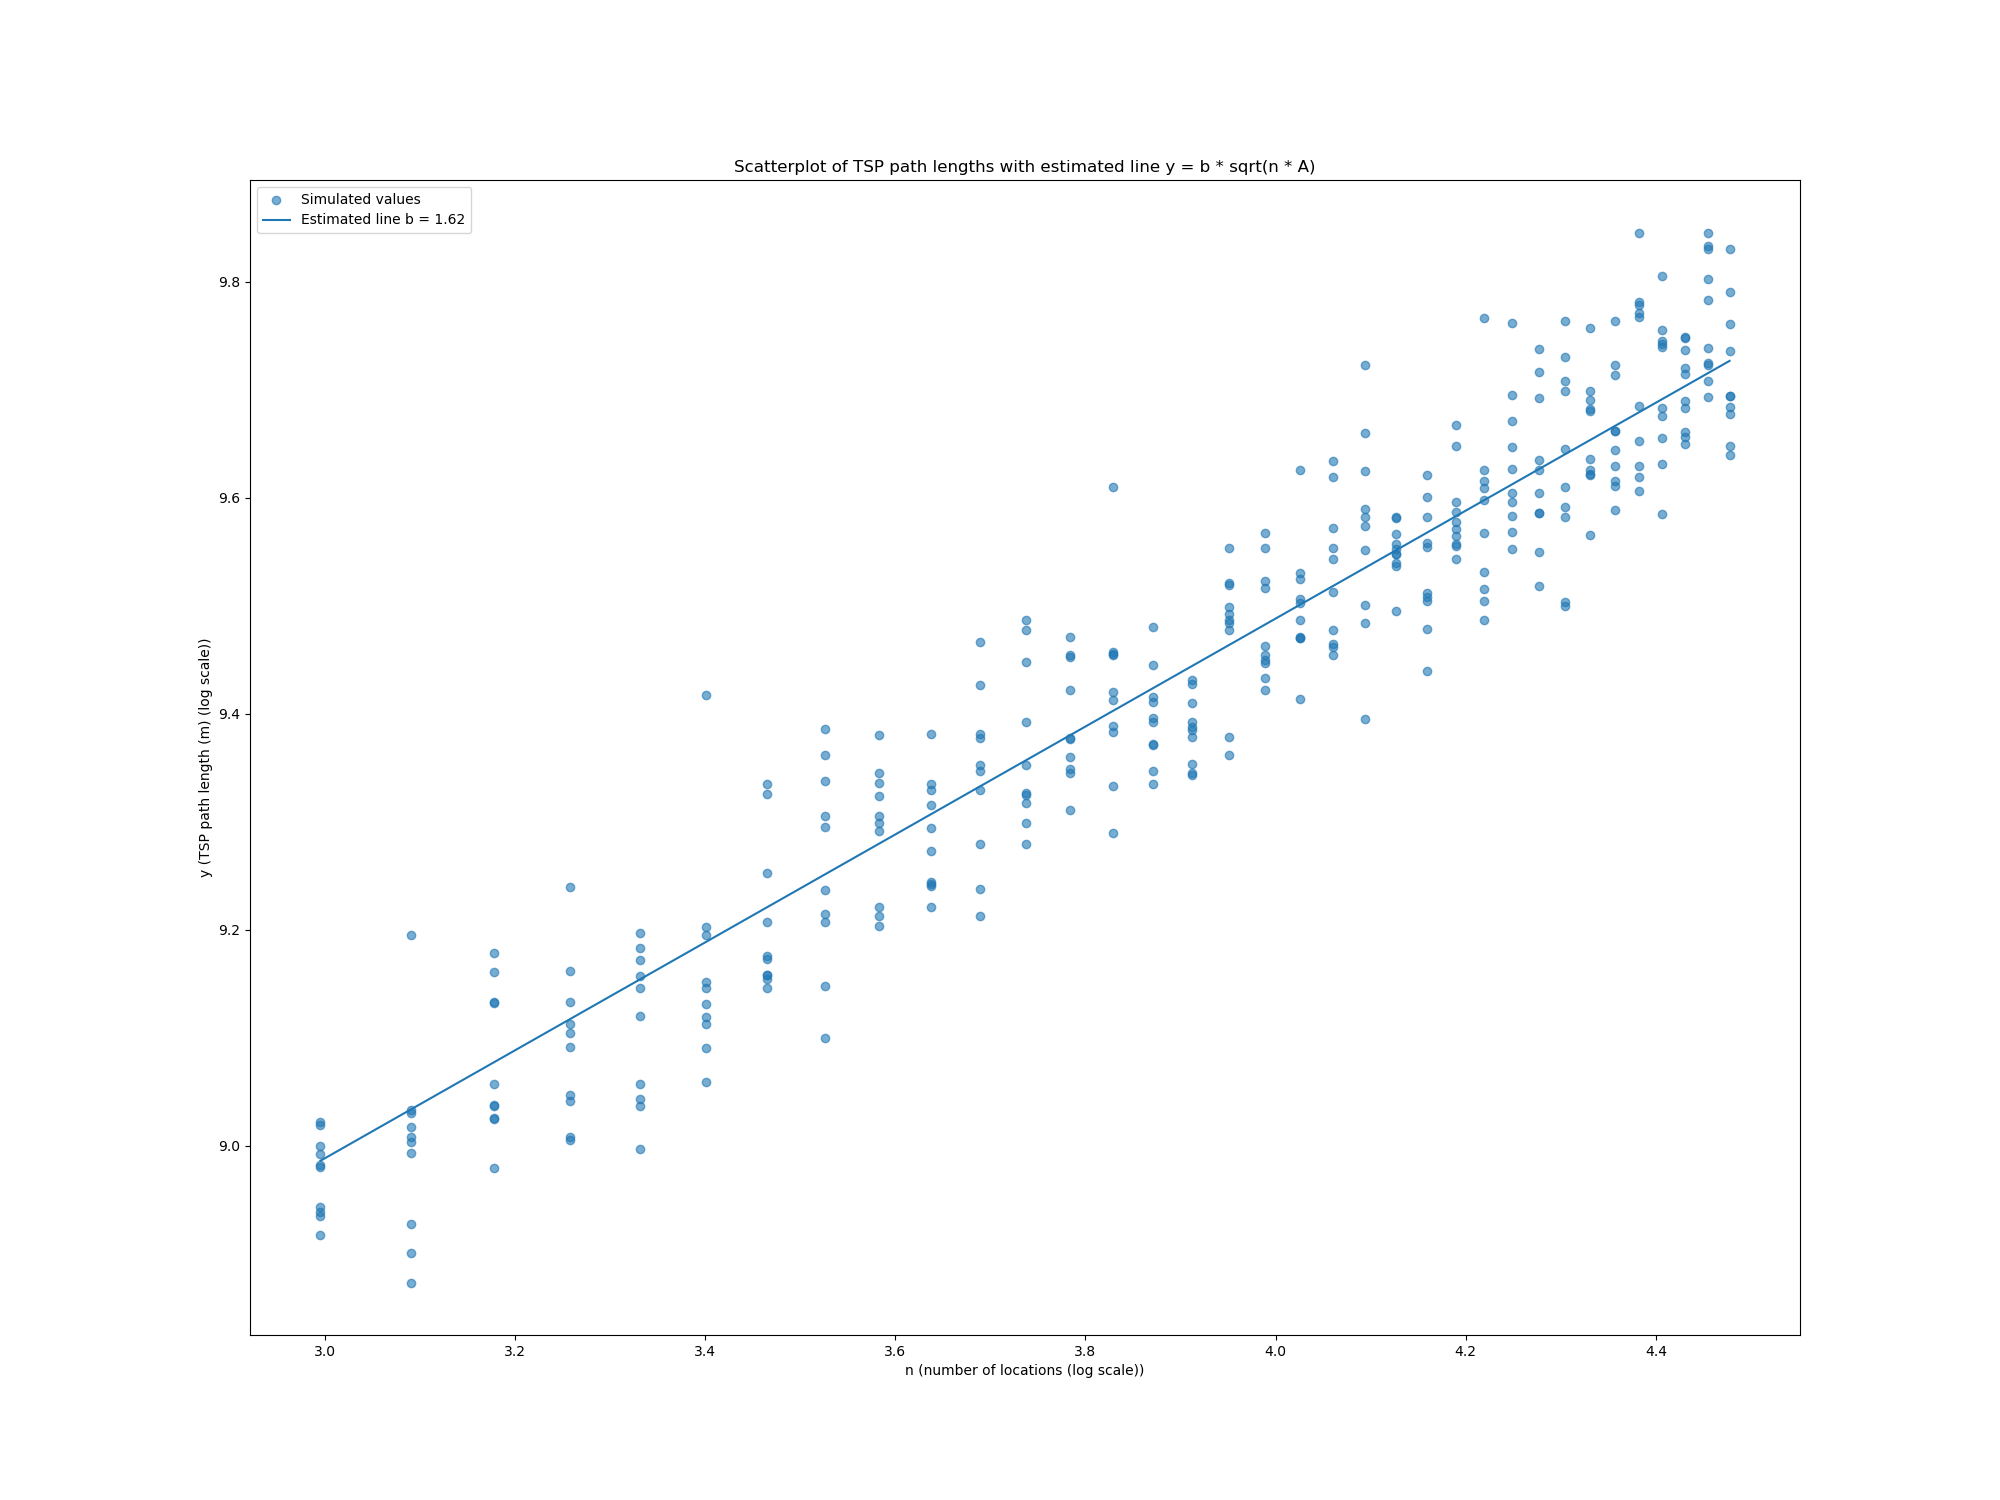 Scatterplot of TSP path lengths with estimated line y = b * sqrt(n * A)
Simulated values
Estimated line b = 1.62
9.8
9.6
9.4
9.2
9.0
y (TSP path length (m) (log scale))
3.0 3.2 3.4 3.6 3.8 4.0 4.2 4.4
n (number of locations (log scale))